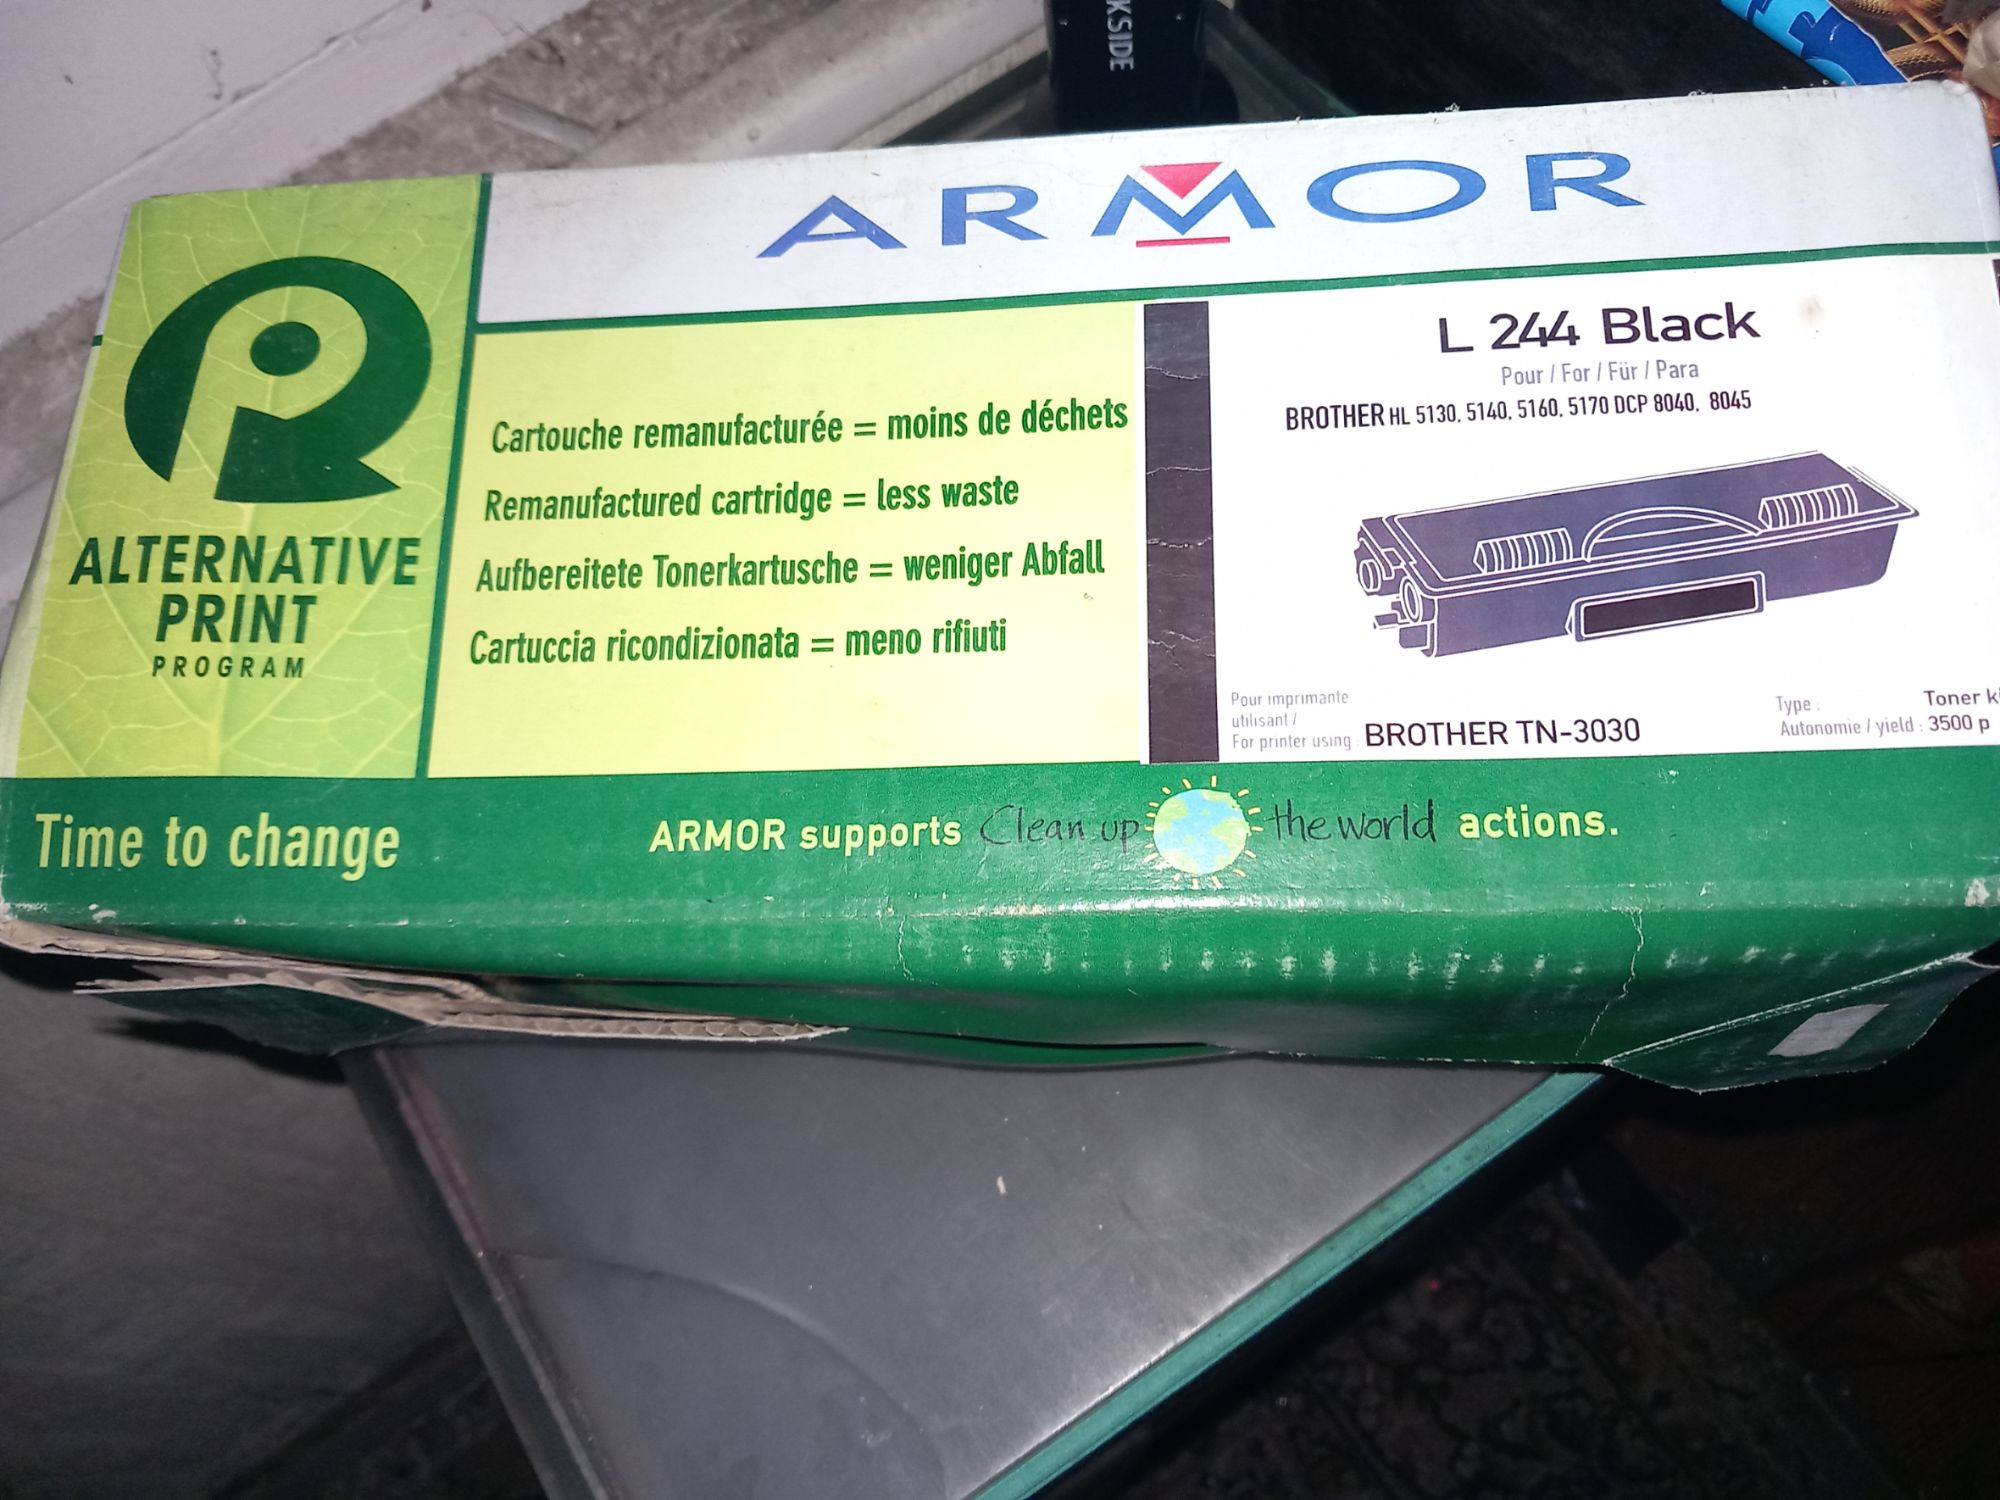 KSIDE
ARMOR
ALTERNATIVE
PRINT
PROGRAM
Cartouche remanufacturée = moins de déchets
Remanufactured cartridge = less waste
Aufbereitete Tonerkartusche = weniger Abfall
Cartuccia ricondizionata = meno rifiuti
L 244 Black
Pour / For / Für / Para
BROTHER HL 5130, 5140, 5160, 5170 DCP 8040, 8045
Pour imprimante
utilisant /
For printer using : BROTHER TN-3030
Type : Toner ki
Autonomie / yield : 3500 p
Time to change
ARMOR supports Clean up the world actions.